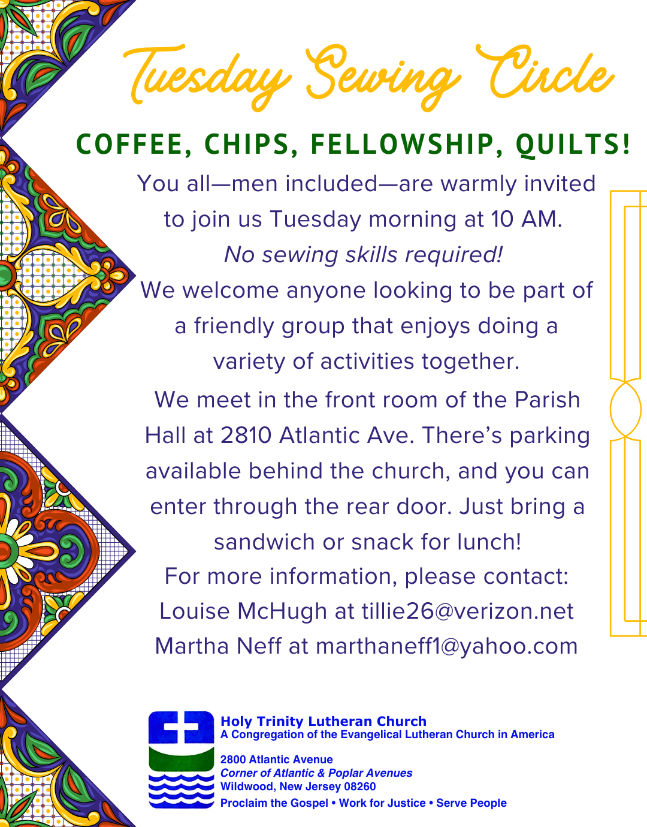 Tuesday Sewing Circle
COFFEE, CHIPS, FELLOWSHIP, QUILTS!
You all—men included—are warmly invited
to join us Tuesday morning at 10 AM.
No sewing skills required!
We welcome anyone looking to be part of
a friendly group that enjoys doing a
variety of activities together.
We meet in the front room of the Parish
Hall at 2810 Atlantic Ave. There’s parking
available behind the church, and you can
enter through the rear door. Just bring a
sandwich or snack for lunch!
For more information, please contact:
Louise McHugh at tillie26@verizon.net
Martha Neff at marthaneff1@yahoo.com
Holy Trinity Lutheran Church
A Congregation of the Evangelical Lutheran Church in America
2800 Atlantic Avenue
Corner of Atlantic & Poplar Avenues
Wildwood, New Jersey 08260
Proclaim the Gospel • Work for Justice • Serve People